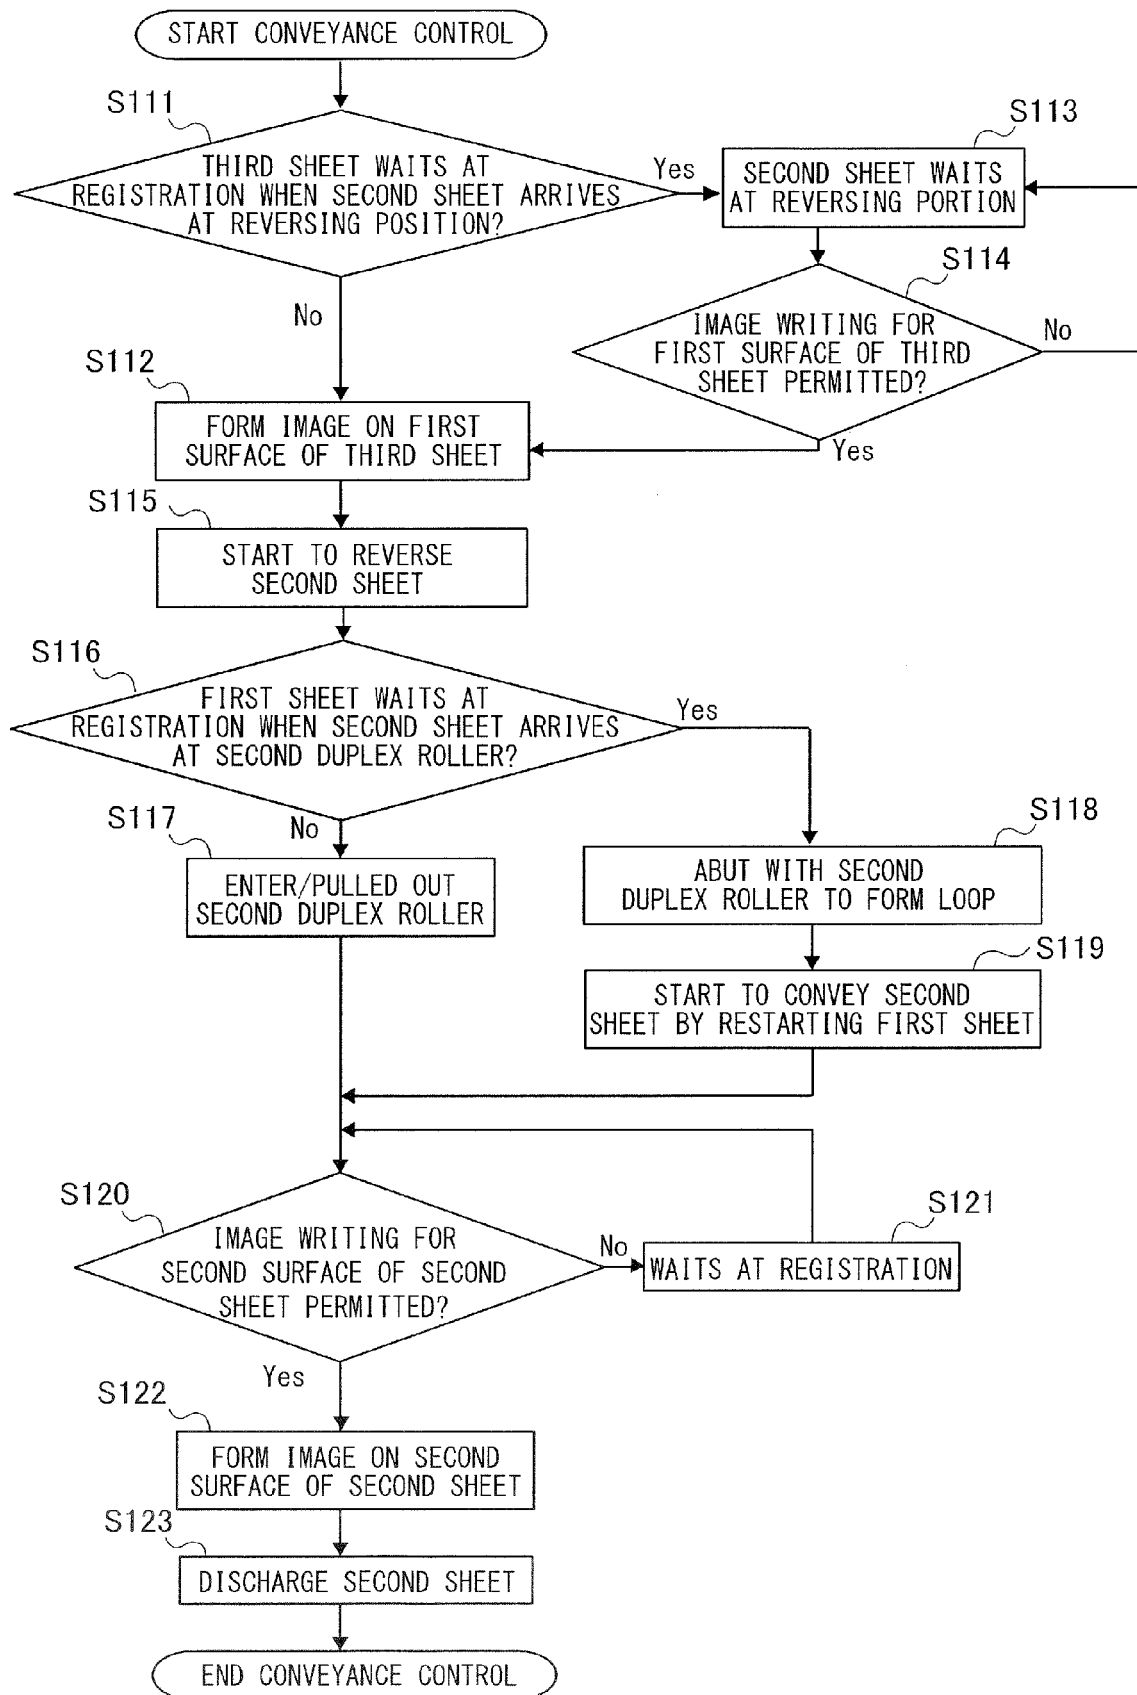 START CONVEYANCE CONTROL
S111
THIRD SHEET WAITS AT
REGISTRATION WHEN SECOND SHEET ARRIVES
AT REVERSING POSITION?
Yes
No
S113
SECOND SHEET WAITS
AT REVERSING PORTION
S114
IMAGE WRITING FOR
FIRST SURFACE OF THIRD
SHEET PERMITTED?
No
Yes
S112
FORM IMAGE ON FIRST
SURFACE OF THIRD SHEET
S115
START TO REVERSE
SECOND SHEET
S116
FIRST SHEET WAITS AT
REGISTRATION WHEN SECOND SHEET ARRIVES
AT SECOND DUPLEX ROLLER?
Yes
No
S117
ENTER/PULLED OUT
SECOND DUPLEX ROLLER
S118
ABUT WITH SECOND
DUPLEX ROLLER TO FORM LOOP
S119
START TO CONVEY SECOND
SHEET BY RESTARTING FIRST SHEET
S120
IMAGE WRITING FOR
SECOND SURFACE OF SECOND
SHEET PERMITTED?
No
S121
WAITS AT REGISTRATION
Yes
S122
FORM IMAGE ON SECOND
SURFACE OF SECOND SHEET
S123
DISCHARGE SECOND SHEET
END CONVEYANCE CONTROL